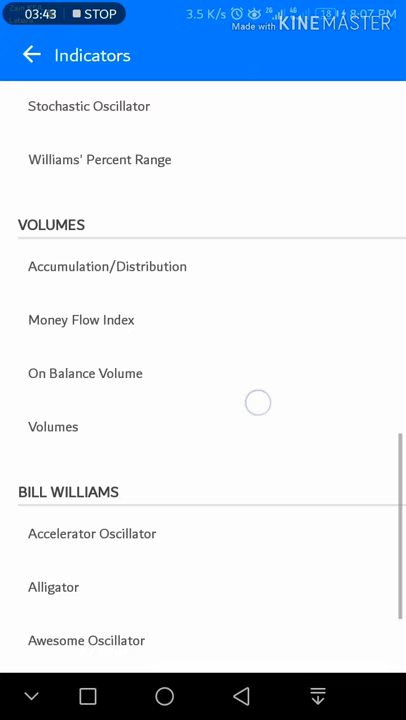 03:43 STOP 3.5 K/s 8:07 PM
Made with KINEMASTER
Indicators
Stochastic Oscillator
Williams' Percent Range
VOLUMES
Accumulation/Distribution
Money Flow Index
On Balance Volume
Volumes
BILL WILLIAMS
Accelerator Oscillator
Alligator
Awesome Oscillator